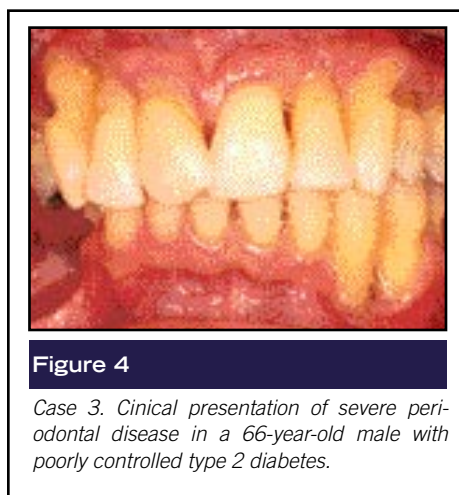 Figure 4
Case 3. Cinical presentation of severe peri-
odontal disease in a 66-year-old male with
poorly controlled type 2 diabetes.